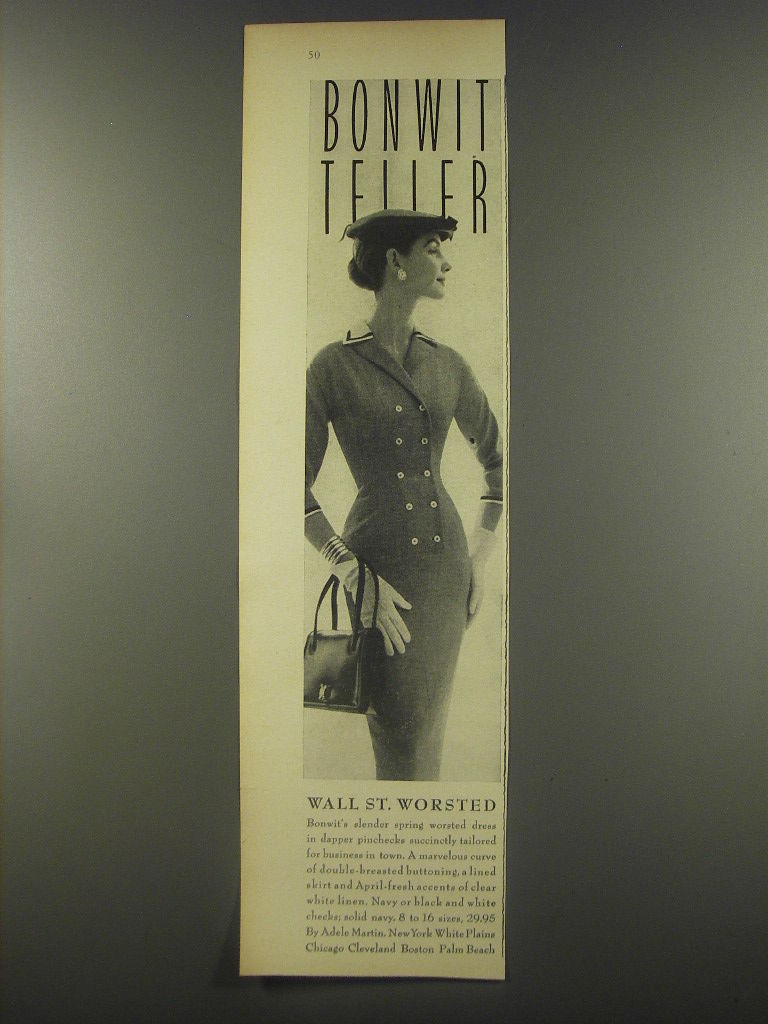 50
BONWIT
TELLER
WALL ST. WORSTED
Bonwit's slender spring worsted dress
in dapper pinchecks succinctly tailored
for business in town. A marvelous curve
of double-breasted buttoning, a lined
skirt and April-fresh accents of clear
white linen. Navy or black and white
checks; solid navy. 8 to 16 sizes, 29.95
By Adele Martin. New York White Plains
Chicago Cleveland Boston Palm Beach